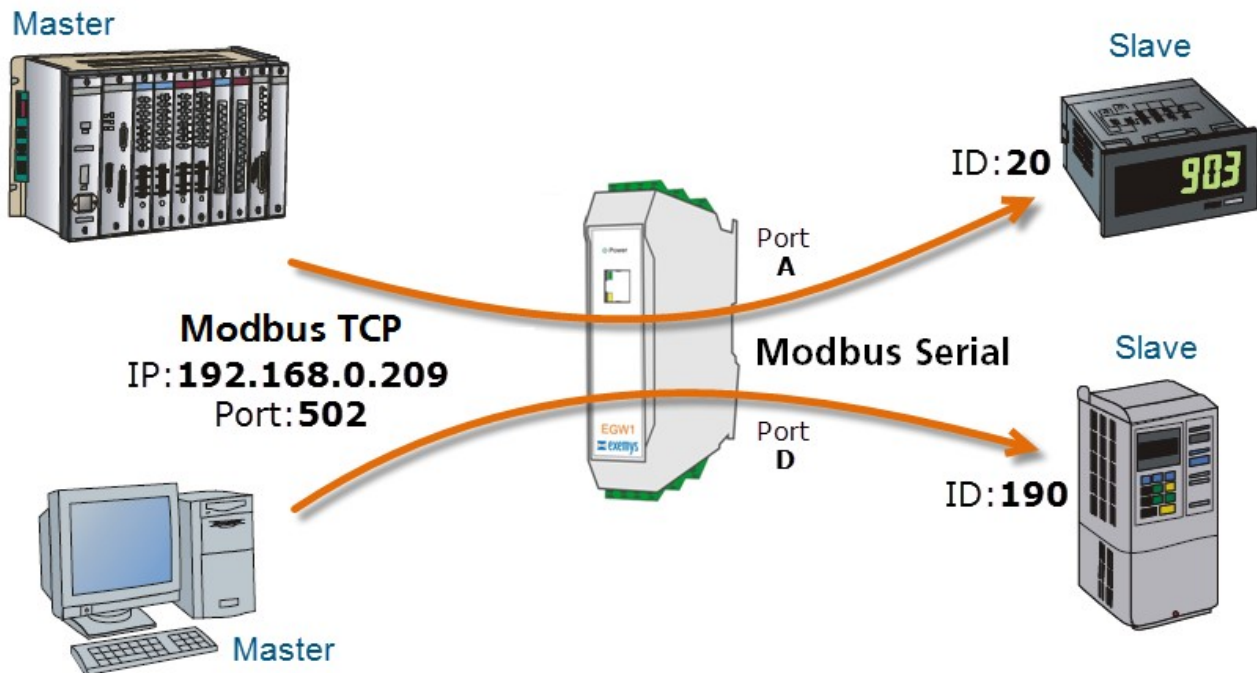 Master
Slave
ID:20
903
Port
A
Modbus TCP
IP:192.168.0.209
Port:502
Power
Modbus Serial
Slave
EGW1
exemys
Port
D
ID:190
Master